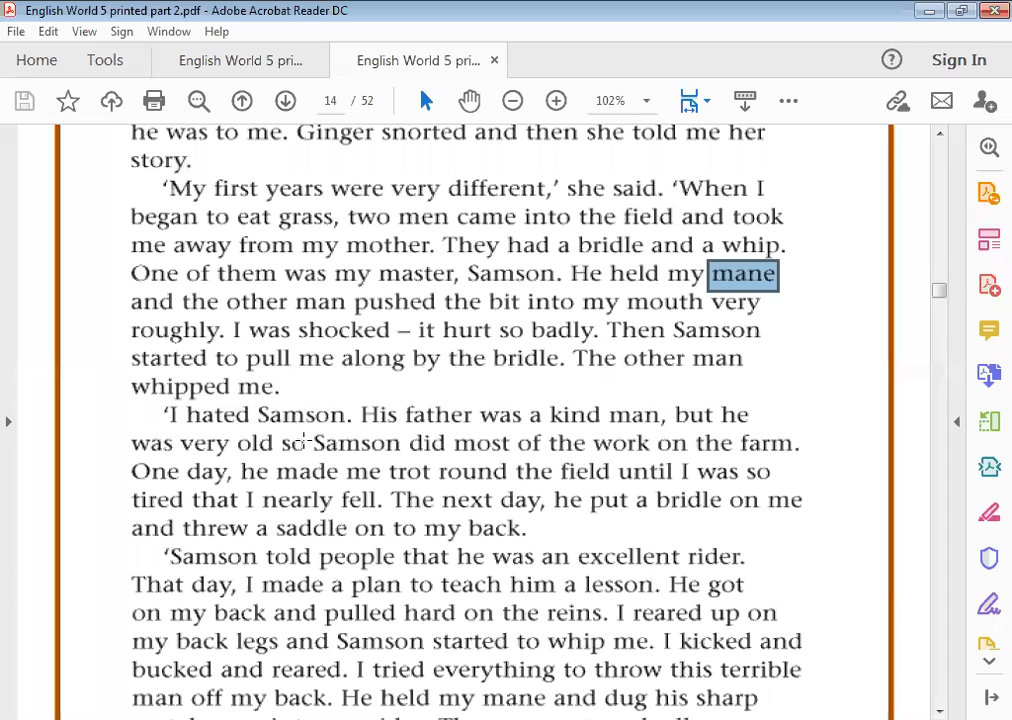 English World 5 printed part 2.pdf - Adobe Acrobat Reader DC
File Edit View Sign Window Help
Home Tools English World 5 pri... English World 5 pri... × ? Sign In
14 / 52 102%
he was to me. Ginger snorted and then she told me her
story.
‘My first years were very different,’ she said. ‘When I
began to eat grass, two men came into the field and took
me away from my mother. They had a bridle and a whip.
One of them was my master, Samson. He held my mane
and the other man pushed the bit into my mouth very
roughly. I was shocked – it hurt so badly. Then Samson
started to pull me along by the bridle. The other man
whipped me.
‘I hated Samson. His father was a kind man, but he
was very old so Samson did most of the work on the farm.
One day, he made me trot round the field until I was so
tired that I nearly fell. The next day, he put a bridle on me
and threw a saddle on to my back.
‘Samson told people that he was an excellent rider.
That day, I made a plan to teach him a lesson. He got
on my back and pulled hard on the reins. I reared up on
my back legs and Samson started to whip me. I kicked and
bucked and reared. I tried everything to throw this terrible
man off my back. He held my mane and dug his sharp